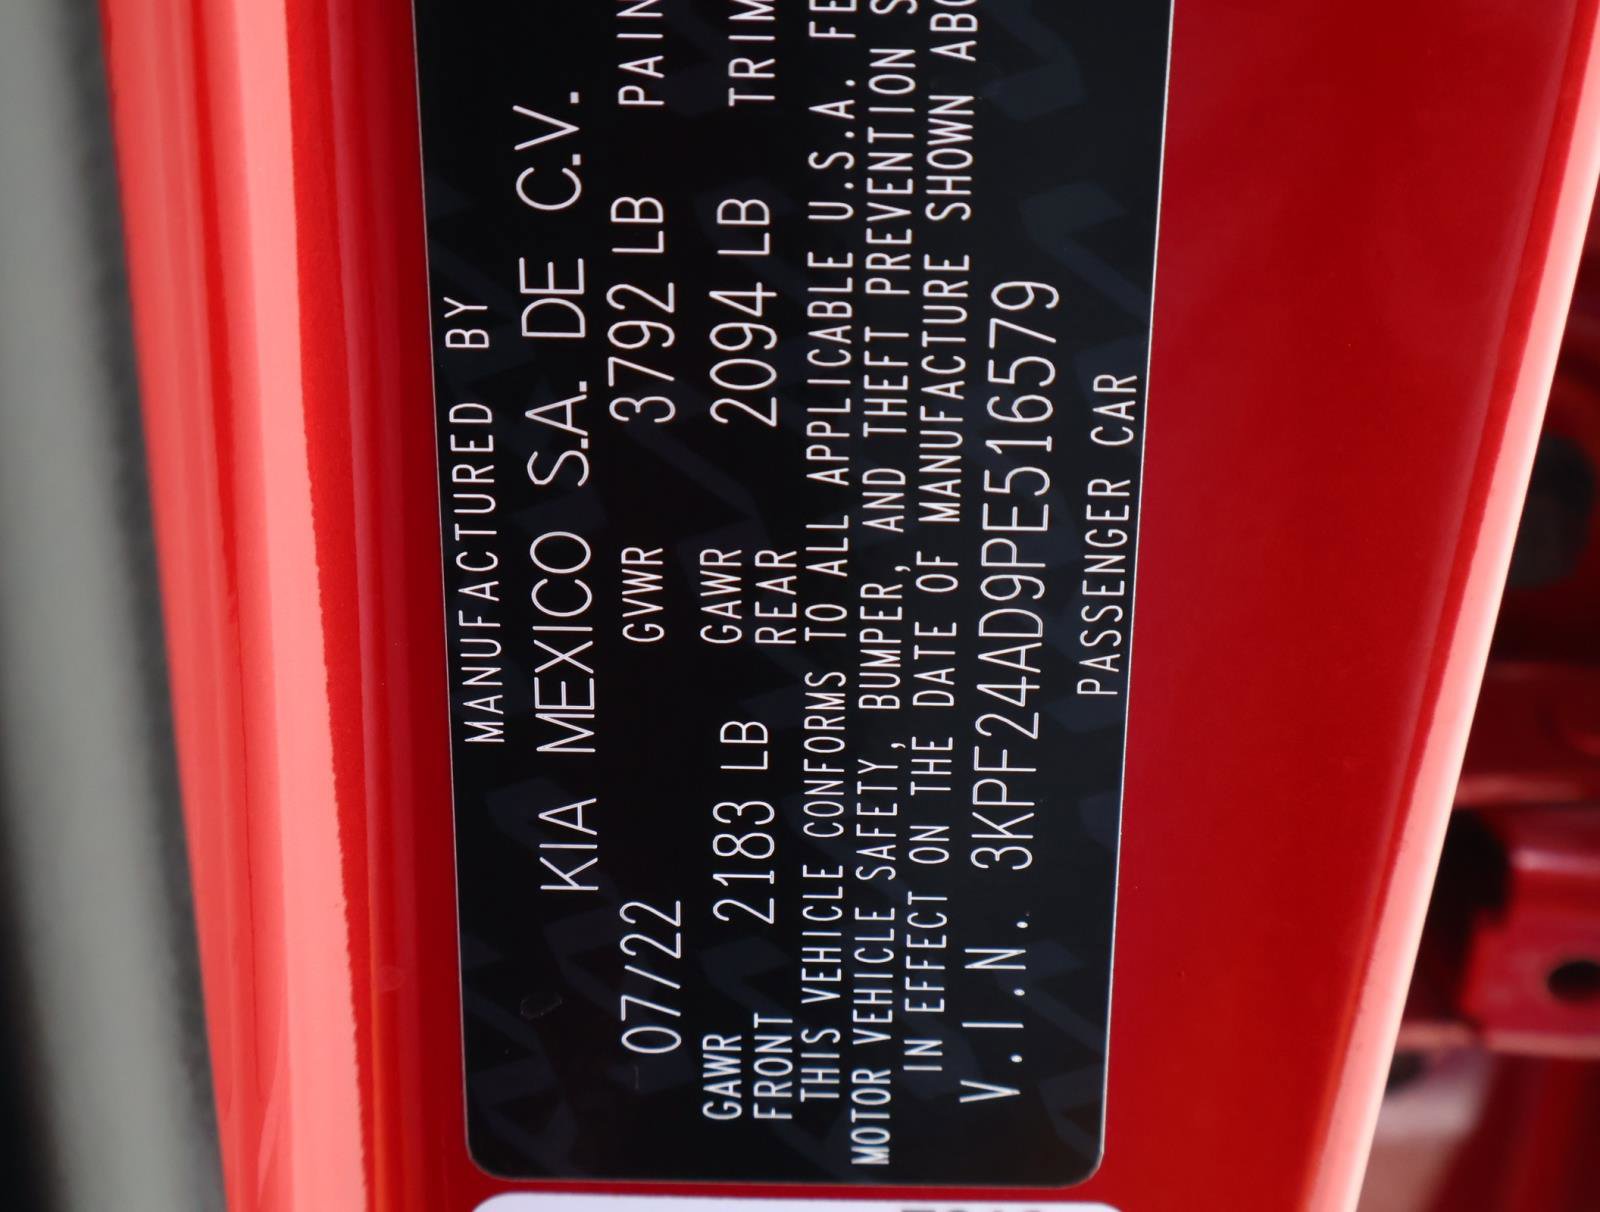 MANUFACTURED BY
KIA MEXICO S.A. DE C.V.
07/22 GVWR 3792 LB
GAWR FRONT 2183 LB GAWR REAR 2094 LB TRIM
THIS VEHICLE CONFORMS TO ALL APPLICABLE U.S.A.
MOTOR VEHICLE SAFETY, BUMPER, AND THEFT PREVENTION
IN EFFECT ON THE DATE OF MANUFACTURE SHOWN
V.I.N. 3KPF24AD9PE516579
PASSENGER CAR